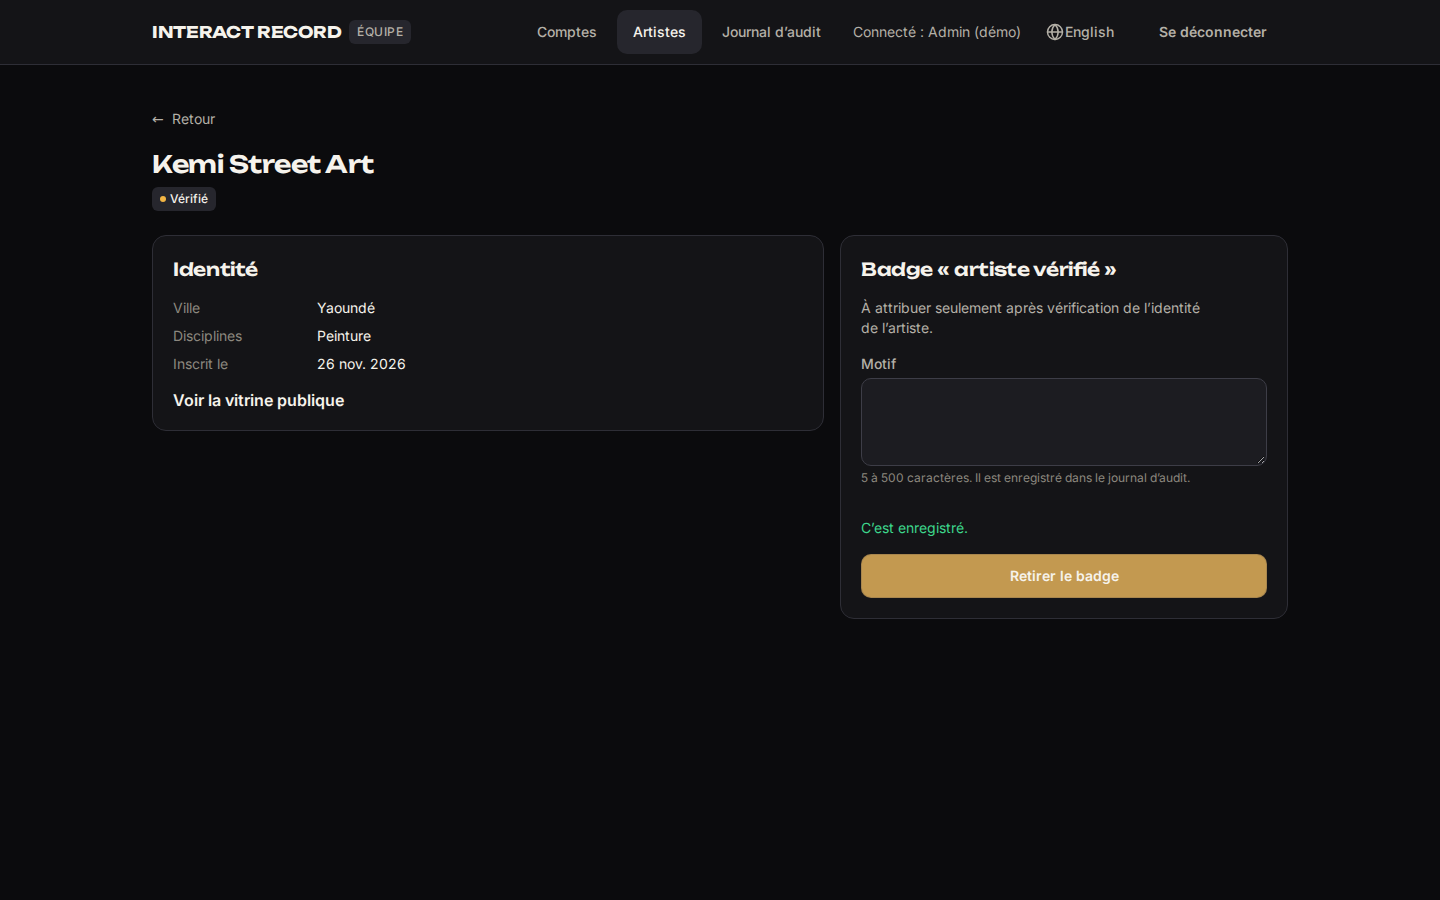 INTERACT RECORD ÉQUIPE Comptes Artistes Journal d’audit Connecté : Admin (démo) English Se déconnecter
← Retour
Kemi Street Art
Vérifié
Identité
Ville Yaoundé
Disciplines Peinture
Inscrit le 26 nov. 2026
Voir la vitrine publique
Badge « artiste vérifié »
À attribuer seulement après vérification de l’identité
de l’artiste.
Motif
5 à 500 caractères. Il est enregistré dans le journal d’audit.
C’est enregistré.
Retirer le badge